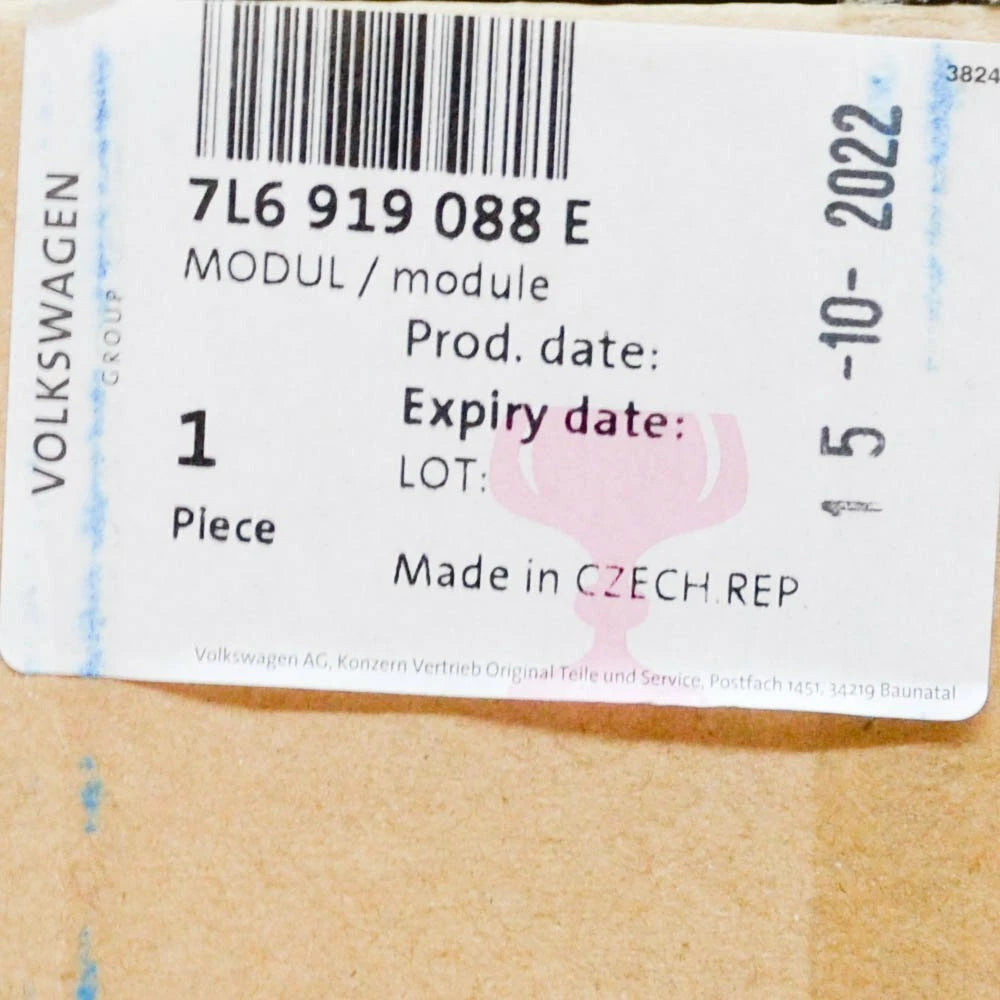 3824
7L6 919 088 E
MODUL / module
Prod. date:
Expiry date:
LOT:
1
Piece
Made in CZECH.REP
Volkswagen AG, Konzern Vertrieb Original Teile und Service, Postfach 1451, 34219 Baunatal
VOLKSWAGEN
GROUP
15 -10- 2022